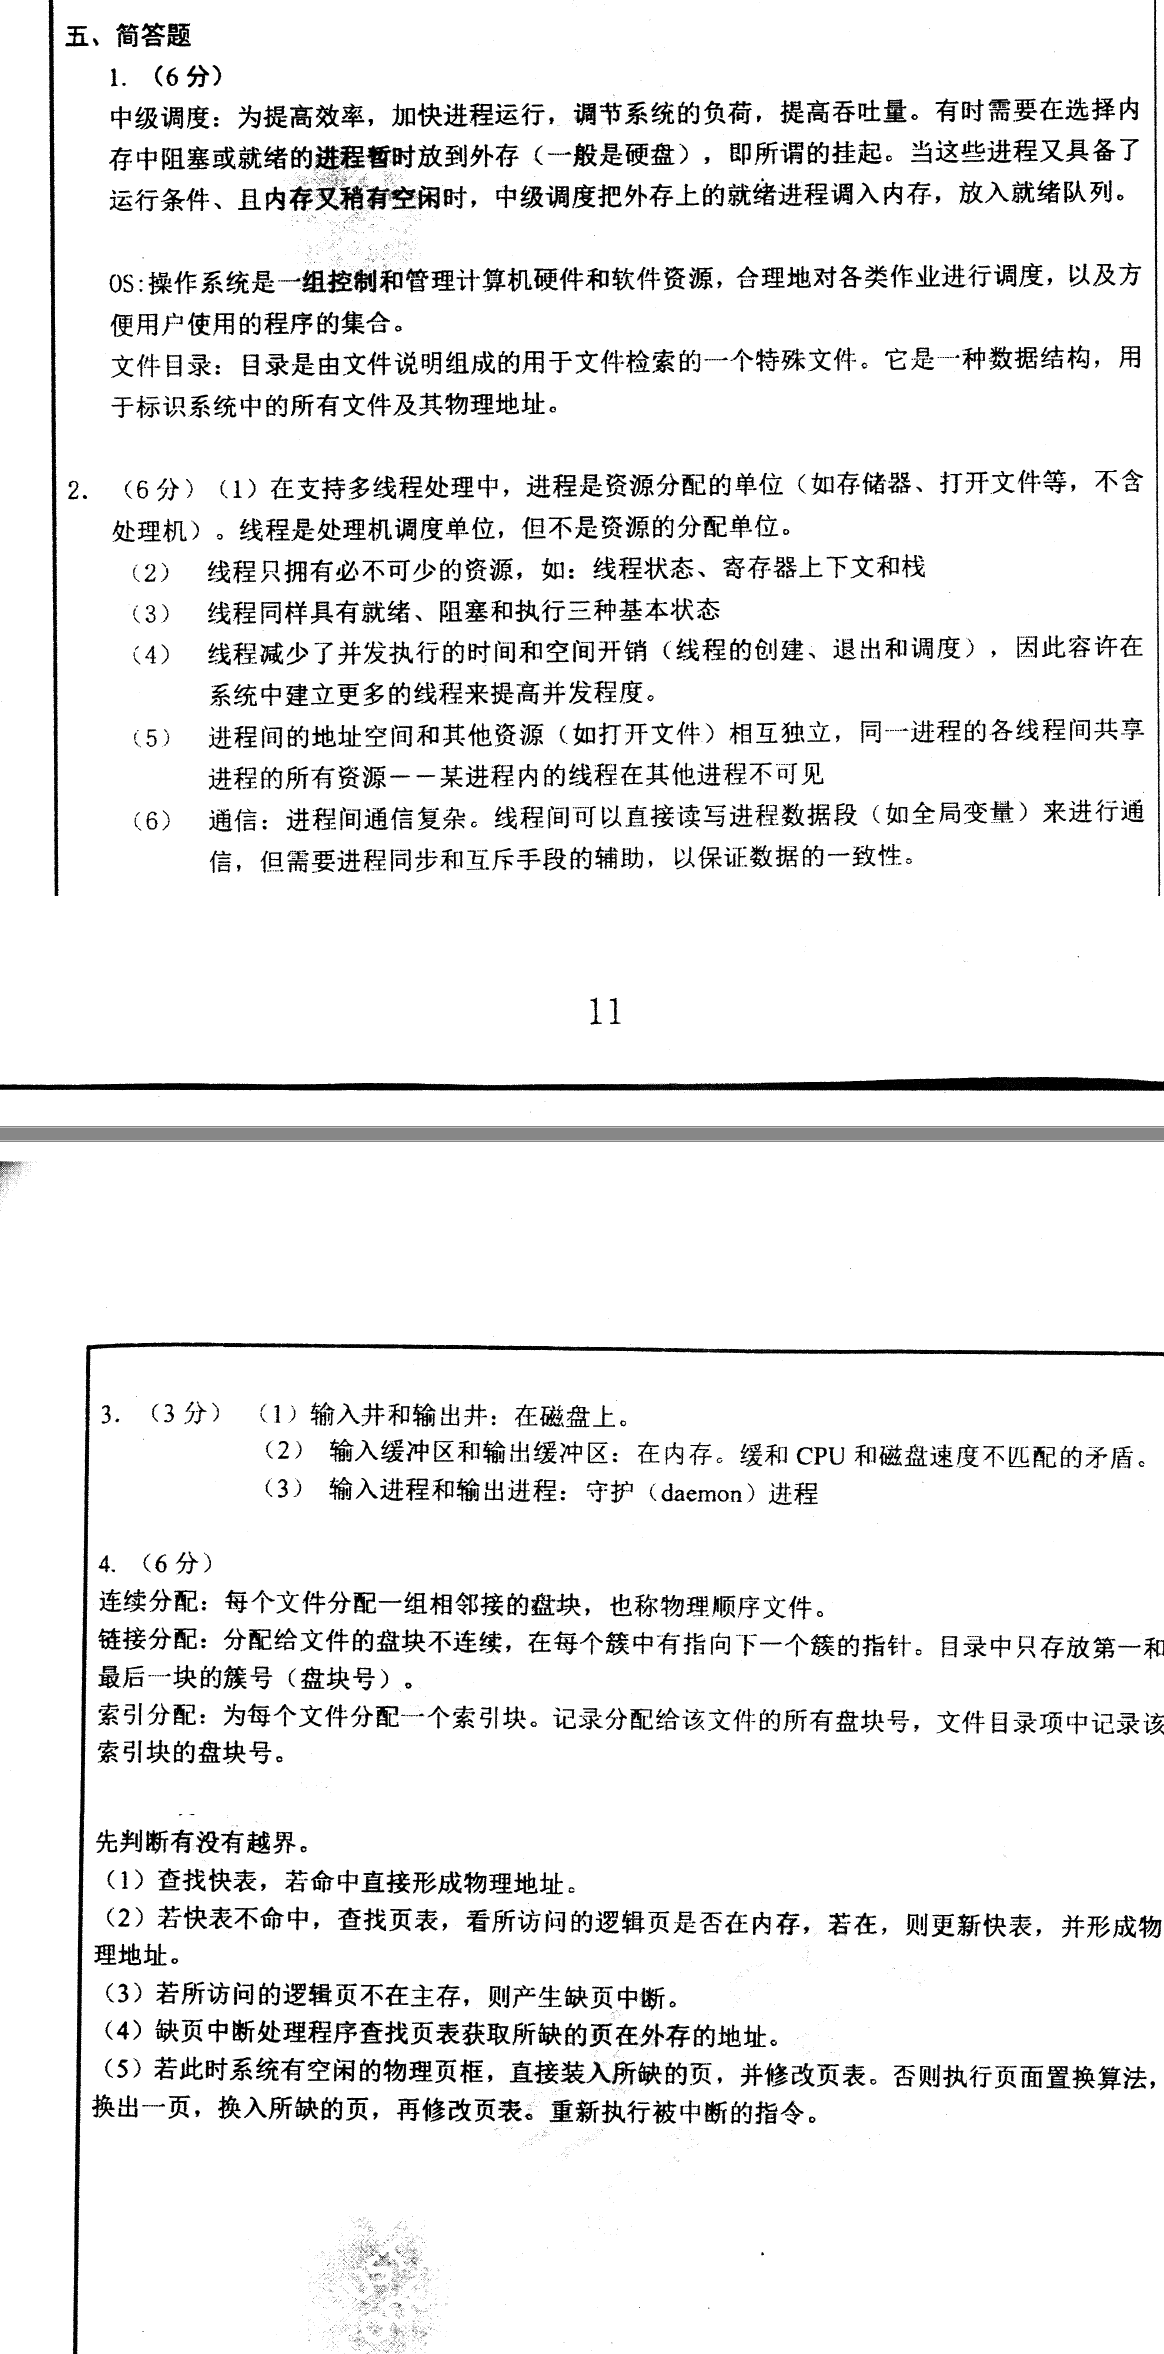 五、简答题
1. （6分）
中级调度：为提高效率，加快进程运行，调节系统的负荷，提高吞吐量。有时需要在选择内
存中阻塞或就绪的进程暂时放到外存（一般是硬盘），即所谓的挂起。当这些进程又具备了
运行条件、且内存又稍有空闲时，中级调度把外存上的就绪进程调入内存，放入就绪队列。
OS:操作系统是一组控制和管理计算机硬件和软件资源，合理地对各类作业进行调度，以及方
便用户使用的程序的集合。
文件目录：目录是由文件说明组成的用于文件检索的一个特殊文件。它是一种数据结构，用
于标识系统中的所有文件及其物理地址。
2. （6分）（1）在支持多线程处理中，进程是资源分配的单位（如存储器、打开文件等，不含
处理机）。线程是处理机调度单位，但不是资源的分配单位。
（2） 线程只拥有必不可少的资源，如：线程状态、寄存器上下文和栈
（3） 线程同样具有就绪、阻塞和执行三种基本状态
（4） 线程减少了并发执行的时间和空间开销（线程的创建、退出和调度），因此容许在
系统中建立更多的线程来提高并发程度。
（5） 进程间的地址空间和其他资源（如打开文件）相互独立，同一进程的各线程间共享
进程的所有资源－－某进程内的线程在其他进程不可见
（6） 通信：进程间通信复杂。线程间可以直接读写进程数据段（如全局变量）来进行通
信，但需要进程同步和互斥手段的辅助，以保证数据的一致性。
11
3. （3分） （1）输入井和输出井：在磁盘上。
（2） 输入缓冲区和输出缓冲区：在内存。缓和 CPU 和磁盘速度不匹配的矛盾。
（3） 输入进程和输出进程：守护（daemon）进程
4. （6分）
连续分配：每个文件分配一组相邻接的盘块，也称物理顺序文件。
链接分配：分配给文件的盘块不连续，在每个簇中有指向下一个簇的指针。目录中只存放第一和
最后一块的簇号（盘块号）。
索引分配：为每个文件分配一个索引块。记录分配给该文件的所有盘块号，文件目录项中记录该
索引块的盘块号。
先判断有没有越界。
（1）查找快表，若命中直接形成物理地址。
（2）若快表不命中，查找页表，看所访问的逻辑页是否在内存，若在，则更新快表，并形成物
理地址。
（3）若所访问的逻辑页不在主存，则产生缺页中断。
（4）缺页中断处理程序查找页表获取所缺的页在外存的地址。
（5）若此时系统有空闲的物理页框，直接装入所缺的页，并修改页表。否则执行页面置换算法，
换出一页，换入所缺的页，再修改页表。重新执行被中断的指令。